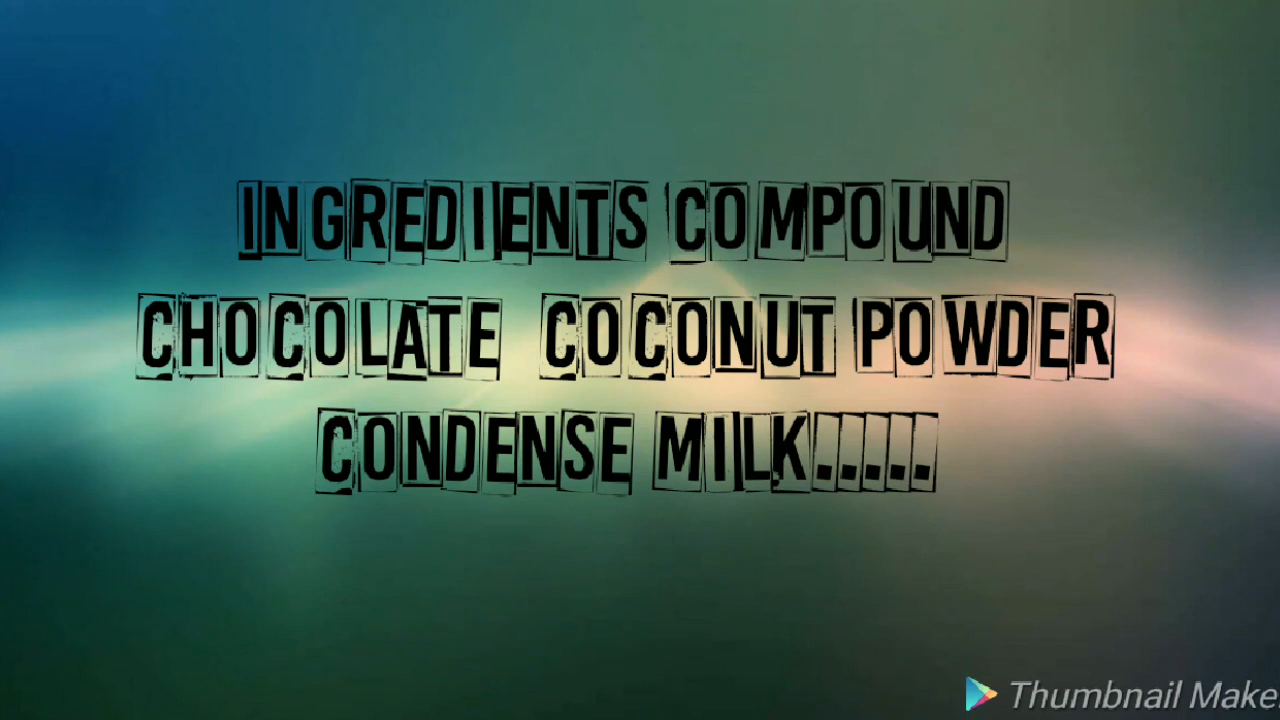 INGREDIENTS COMPOUND
CHOCOLATE COCONUT POWDER
CONDENSE MILK.....
Thumbnail Make